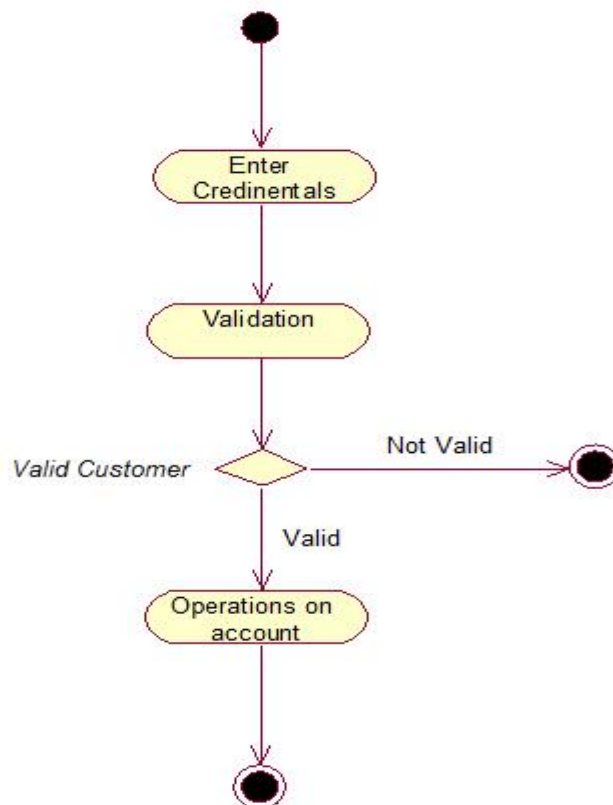 Enter
Credinentals
Validation
Not Valid
Valid Customer
Valid
Operations on
account